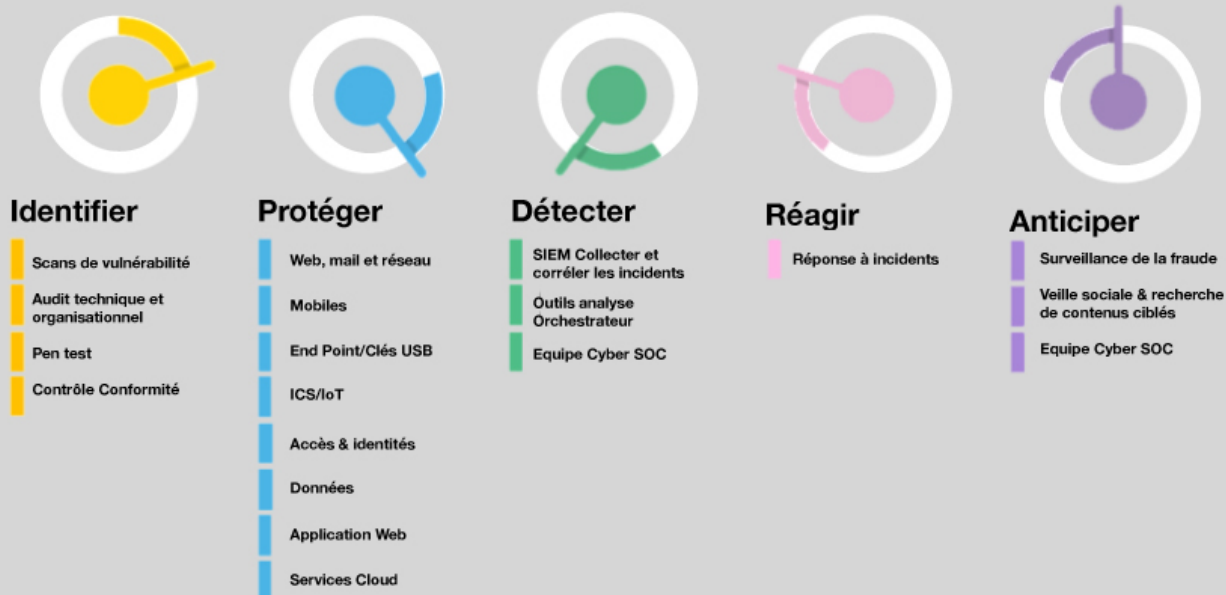 Identifier
Scans de vulnérabilité
Audit technique et
organisationnel
Pen test
Contrôle Conformité
Protéger
Web, mail et réseau
Mobiles
End Point/Clés USB
ICS/IoT
Accès & identités
Données
Application Web
Services Cloud
Détecter
SIEM Collecter et
corréler les incidents
Outils analyse
Orchestrateur
Equipe Cyber SOC
Réagir
Réponse à incidents
Anticiper
Surveillance de la fraude
Veille sociale & recherche
de contenus ciblés
Equipe Cyber SOC